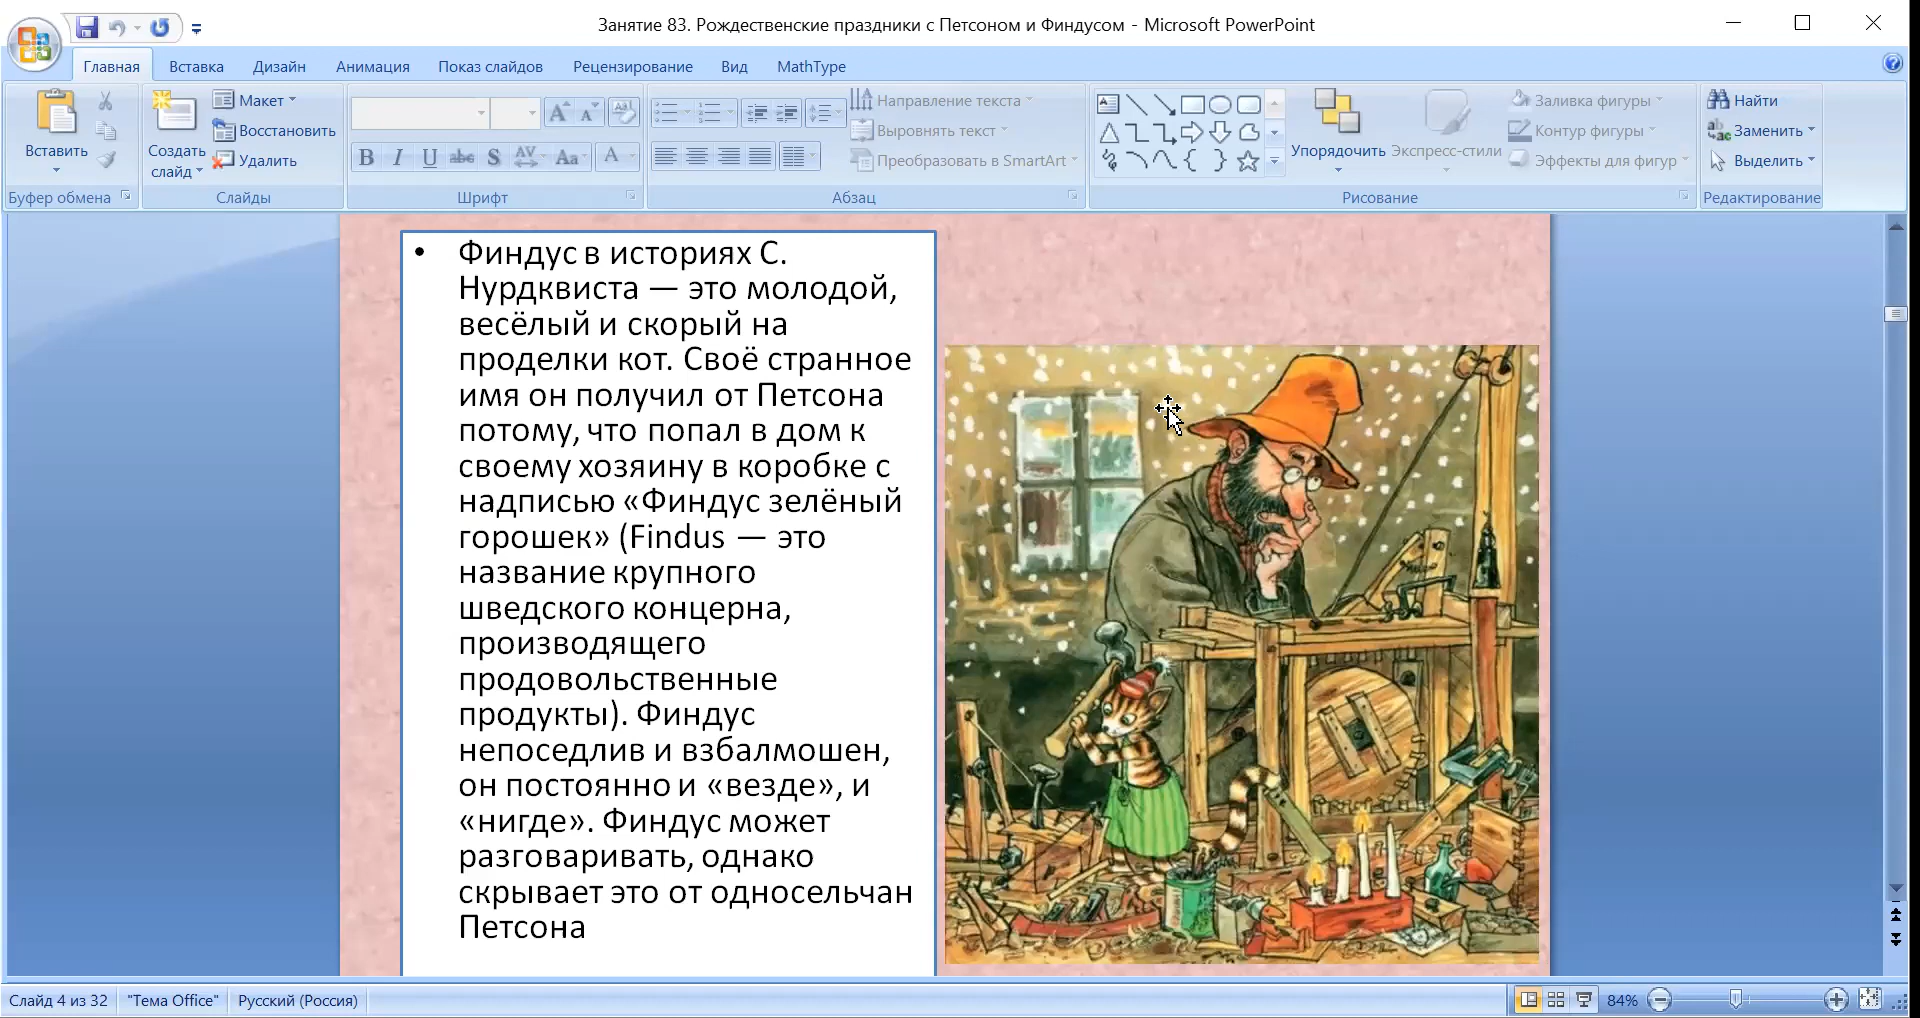 Занятие 83. Рождественские праздники с Петсоном и Финдусом - Microsoft PowerPoint
Главная Вставка Дизайн Анимация Показ слайдов Рецензирование Вид MathType
Вставить
Буфер обмена
Создать слайд
Макет
Восстановить
Удалить
Слайды
Шрифт
Направление текста
Выровнять текст
Преобразовать в SmartArt
Абзац
Упорядочить
Экспресс-стили
Заливка фигуры
Контур фигуры
Эффекты для фигур
Рисование
Найти
Заменить
Выделить
Редактирование
• Финдус в историях С.
Нурдквиста — это молодой,
весёлый и скорый на
проделки кот. Своё странное
имя он получил от Петсона
потому, что попал в дом к
своему хозяину в коробке с
надписью «Финдус зелёный
горошек» (Findus — это
название крупного
шведского концерна,
производящего
продовольственные
продукты). Финдус
непоседлив и взбалмошен,
он постоянно и «везде», и
«нигде». Финдус может
разговаривать, однако
скрывает это от односельчан
Петсона
Слайд 4 из 32 "Тема Office" Русский (Россия) 84%